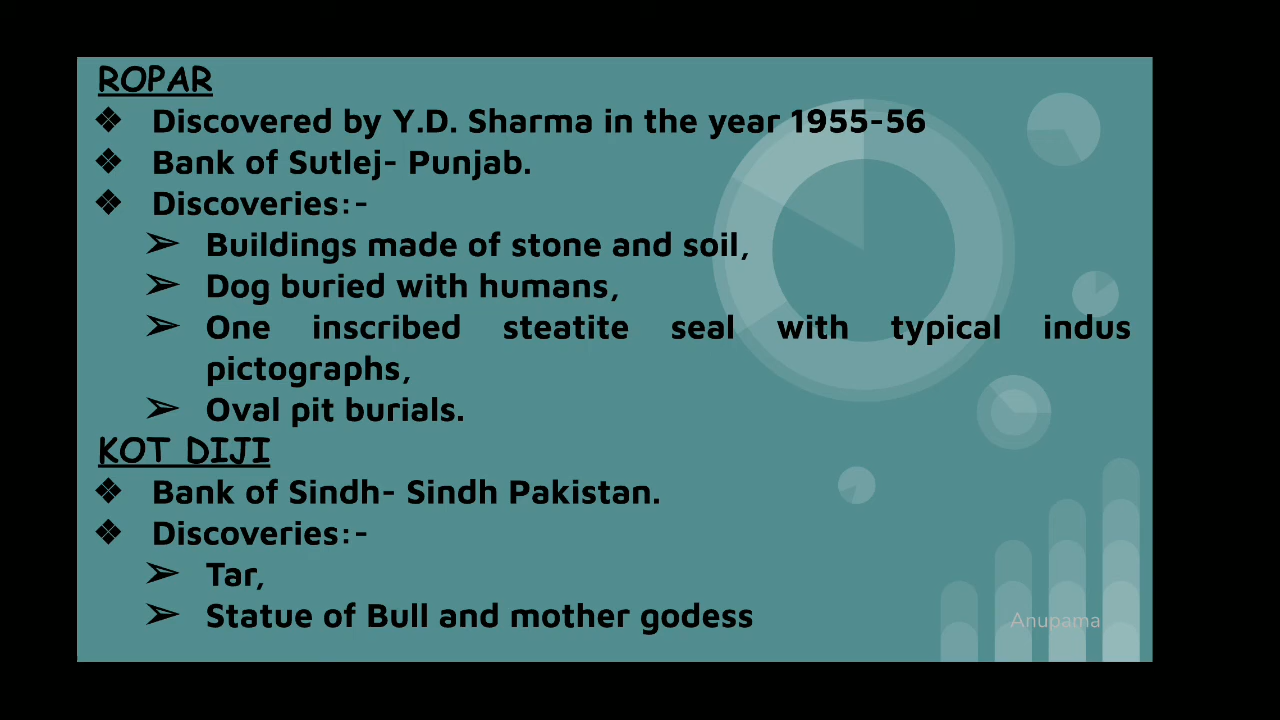 ROPAR
❖ Discovered by Y.D. Sharma in the year 1955-56
❖ Bank of Sutlej- Punjab.
❖ Discoveries:-
➢ Buildings made of stone and soil,
➢ Dog buried with humans,
➢ One inscribed steatite seal with typical indus
pictographs,
➢ Oval pit burials.
KOT DIJI
❖ Bank of Sindh- Sindh Pakistan.
❖ Discoveries:-
➢ Tar,
➢ Statue of Bull and mother godess
Anupama